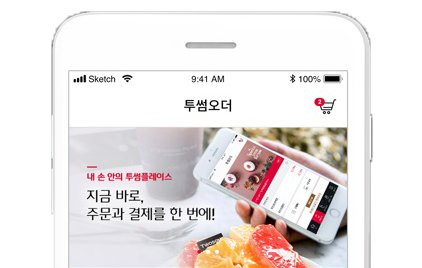 Sketch 9:41 AM 100%
투썸오더
2
내 손 안의 투썸플레이스
지금 바로,
주문과 결제를 한 번에!